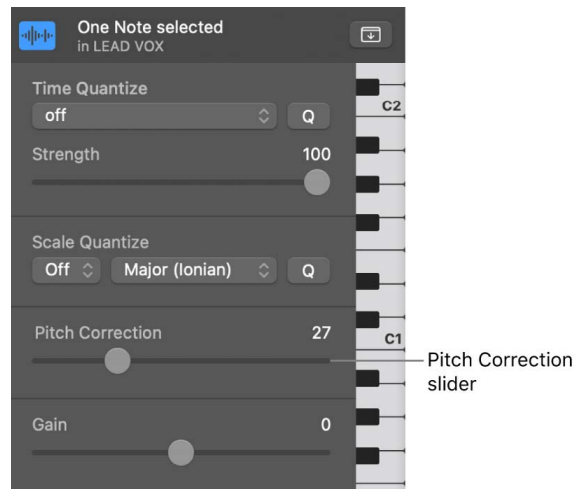 One Note selected
in LEAD VOX
Time Quantize
off
Q
Strength
100
Scale Quantize
Off
Major (Ionian)
Q
Pitch Correction
27
Gain
0
C2
C1
Pitch Correction
slider